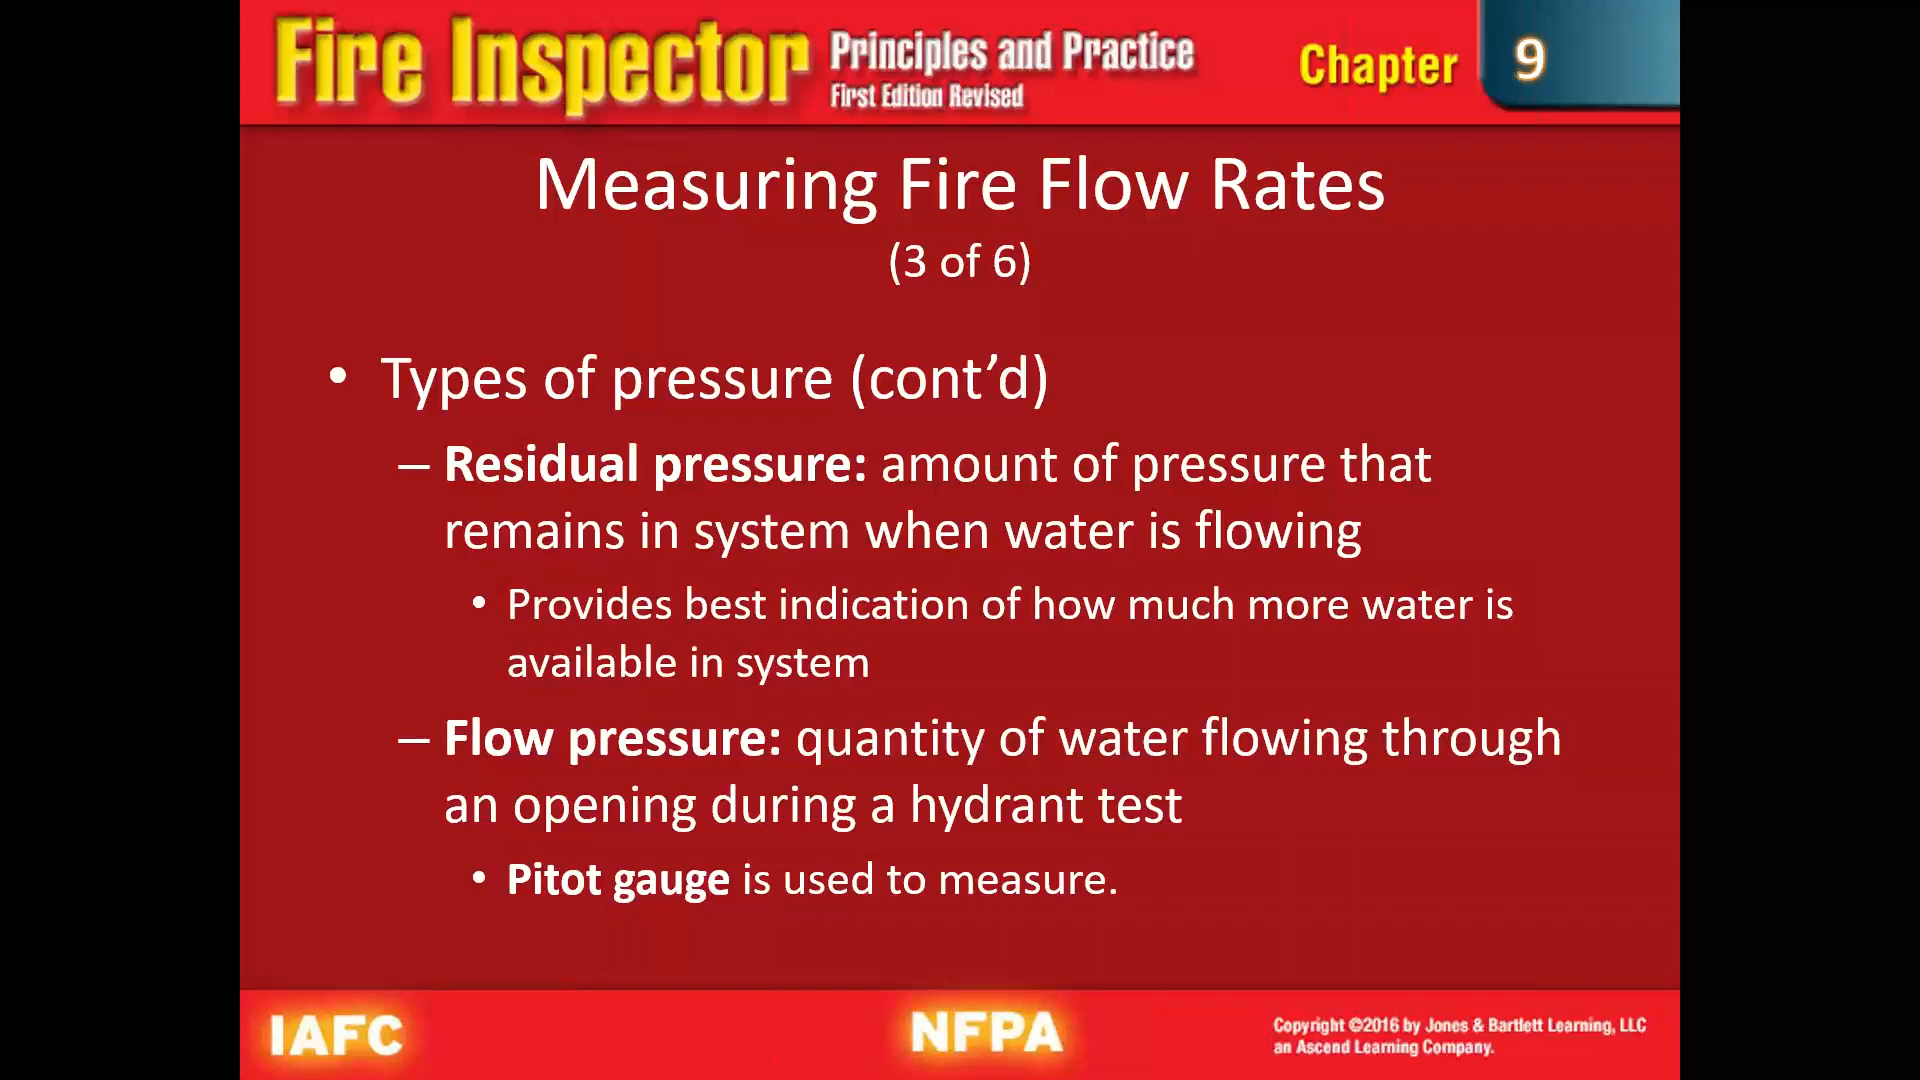 Fire Inspector Principles and Practice
First Edition Revised
Chapter 9
Measuring Fire Flow Rates
(3 of 6)
• Types of pressure (cont’d)
– Residual pressure: amount of pressure that
remains in system when water is flowing
• Provides best indication of how much more water is
available in system
– Flow pressure: quantity of water flowing through
an opening during a hydrant test
• Pitot gauge is used to measure.
IAFC
NFPA
Copyright ©2016 by Jones & Bartlett Learning, LLC
an Ascend Learning Company.